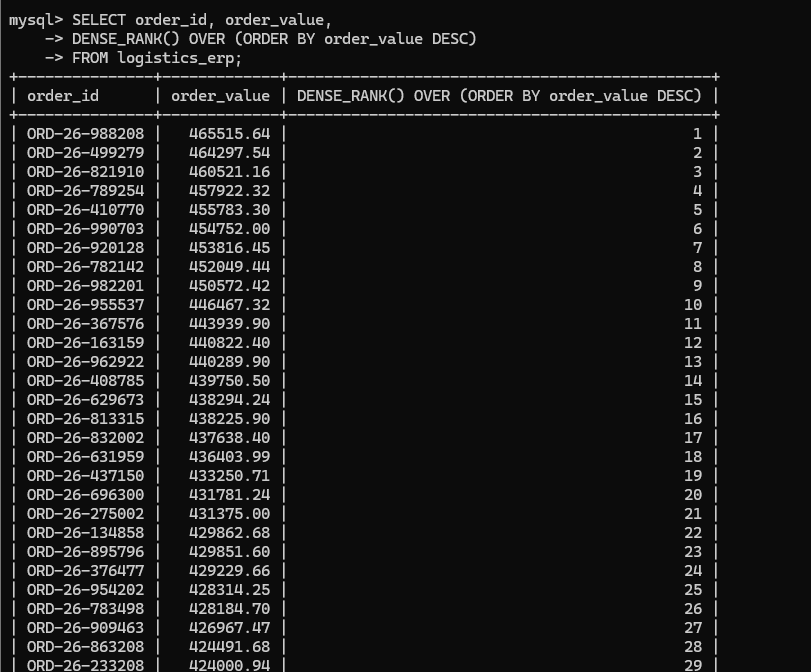 mysql> SELECT order_id, order_value,
    -> DENSE_RANK() OVER (ORDER BY order_value DESC)
    -> FROM logistics_erp;
+---------------+-------------+-----------------------------------------------+
| order_id      | order_value | DENSE_RANK() OVER (ORDER BY order_value DESC) |
+---------------+-------------+-----------------------------------------------+
| ORD-26-988208 |   465515.64 |                                             1 |
| ORD-26-499279 |   464297.54 |                                             2 |
| ORD-26-821910 |   460521.16 |                                             3 |
| ORD-26-789254 |   457922.32 |                                             4 |
| ORD-26-410770 |   455783.30 |                                             5 |
| ORD-26-990703 |   454752.00 |                                             6 |
| ORD-26-920128 |   453816.45 |                                             7 |
| ORD-26-782142 |   452049.44 |                                             8 |
| ORD-26-982201 |   450572.42 |                                             9 |
| ORD-26-955537 |   446467.32 |                                            10 |
| ORD-26-367576 |   443939.90 |                                            11 |
| ORD-26-163159 |   440822.40 |                                            12 |
| ORD-26-962922 |   440289.90 |                                            13 |
| ORD-26-408785 |   439750.50 |                                            14 |
| ORD-26-629673 |   438294.24 |                                            15 |
| ORD-26-813315 |   438225.90 |                                            16 |
| ORD-26-832002 |   437638.40 |                                            17 |
| ORD-26-631959 |   436403.99 |                                            18 |
| ORD-26-437150 |   433250.71 |                                            19 |
| ORD-26-696300 |   431781.24 |                                            20 |
| ORD-26-275002 |   431375.00 |                                            21 |
| ORD-26-134858 |   429862.68 |                                            22 |
| ORD-26-895796 |   429851.60 |                                            23 |
| ORD-26-376477 |   429229.66 |                                            24 |
| ORD-26-954202 |   428314.25 |                                            25 |
| ORD-26-783498 |   428184.70 |                                            26 |
| ORD-26-909463 |   426967.47 |                                            27 |
| ORD-26-863208 |   424491.68 |                                            28 |
| ORD-26-233208 |   424000.94 |                                            29 |